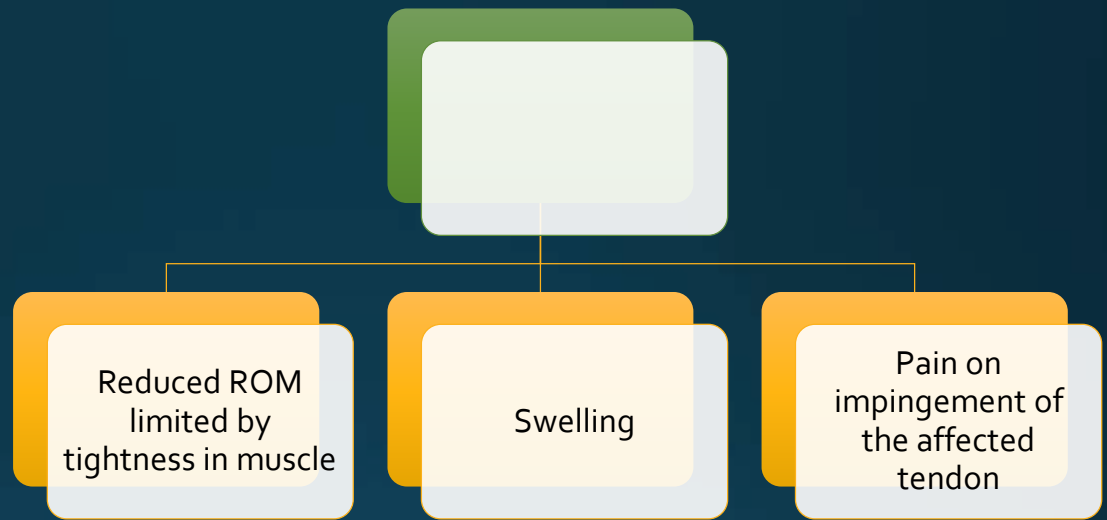 Reduced ROM
limited by
tightness in muscle
Swelling
Pain on
impingement of
the affected
tendon